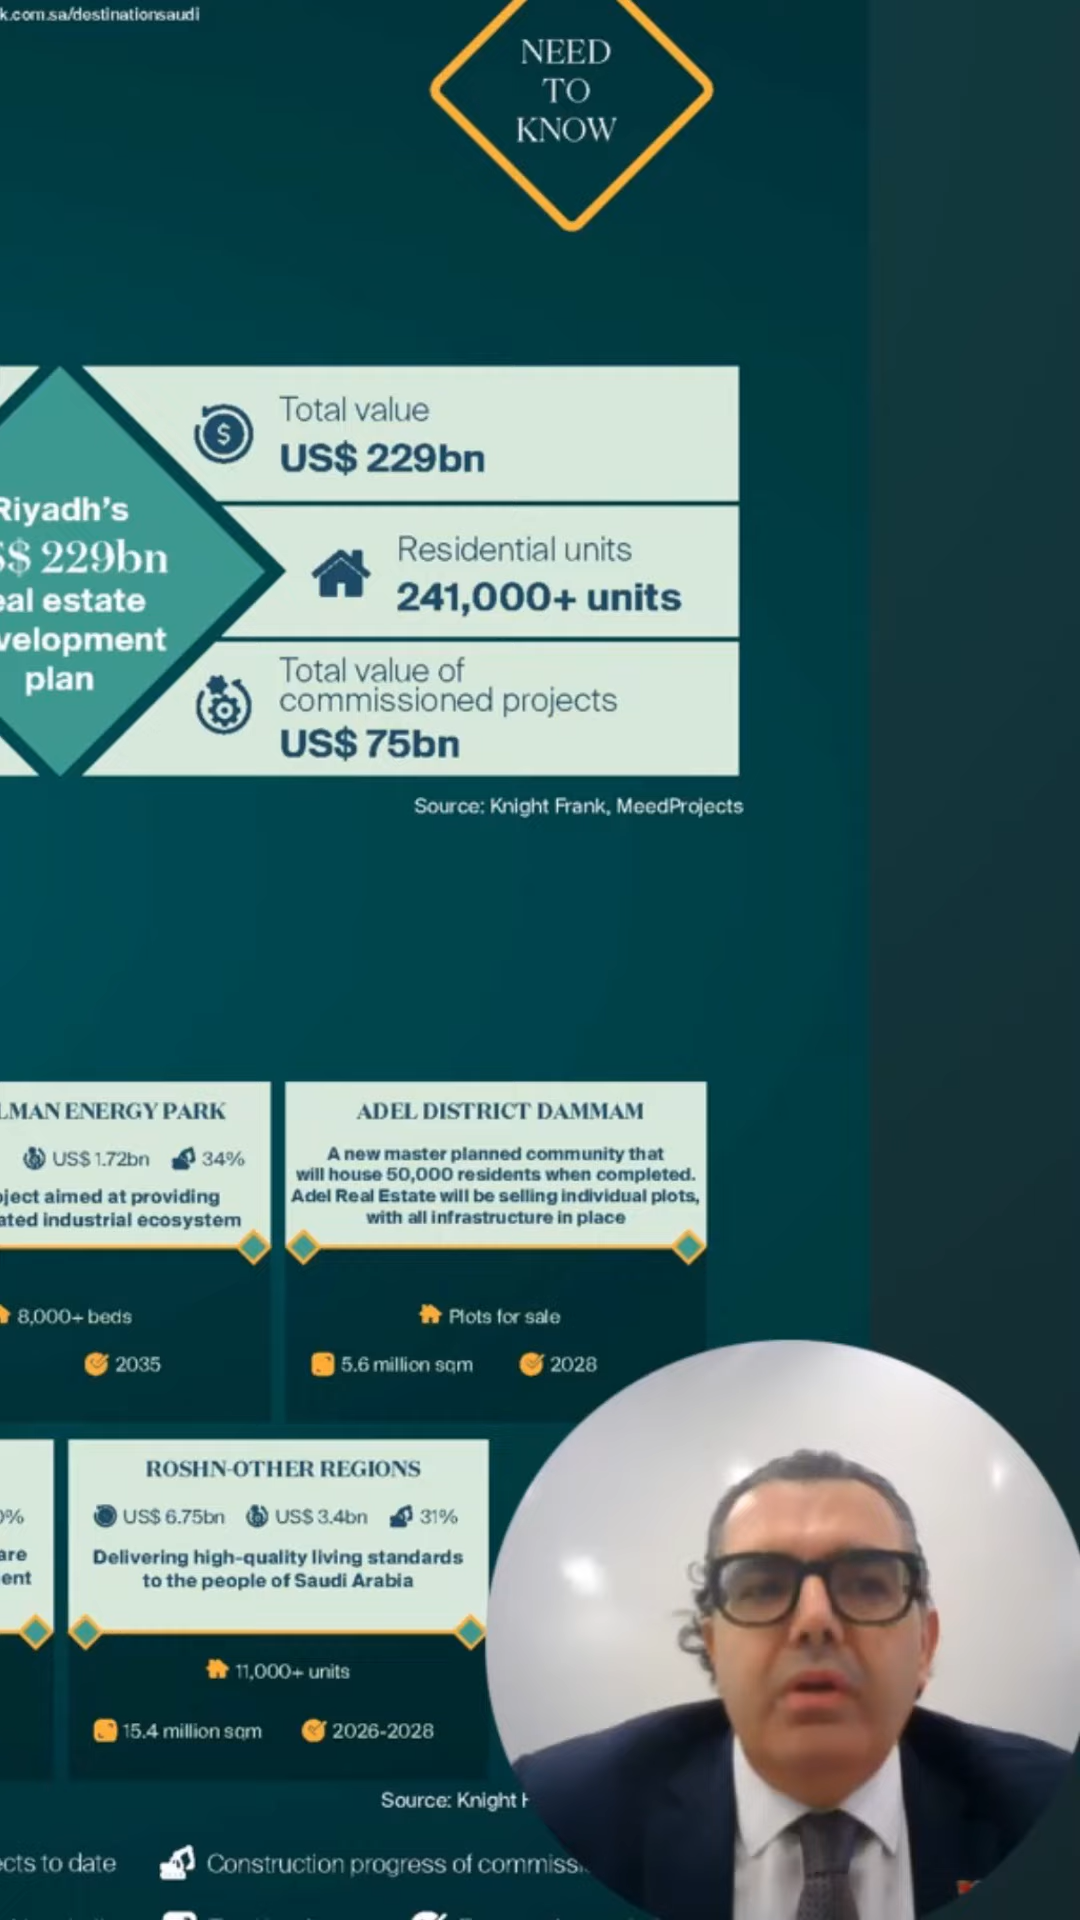 k.com.sa/destinationsaudi
NEED
TO
KNOW
Total value
US$ 229bn
Riyadh's
$ 229bn
eal estate
velopment
plan
Residential units
241,000+ units
Total value of
commissioned projects
US$ 75bn
Source: Knight Frank, MeedProjects
LMAN ENERGY PARK
US$ 1.72bn 34%
ject aimed at providing
ated industrial ecosystem
8,000+ beds
2035
ADEL DISTRICT DAMMAM
A new master planned community that
will house 50,000 residents when completed.
Adel Real Estate will be selling individual plots,
with all infrastructure in place
Plots for sale
5.6 million sqm 2028
0%
are
ent
ROSHN-OTHER REGIONS
US$ 6.75bn US$ 3.4bn 31%
Delivering high-quality living standards
to the people of Saudi Arabia
11,000+ units
15.4 million sqm 2026-2028
Source: Knight
ects to date Construction progress of commiss